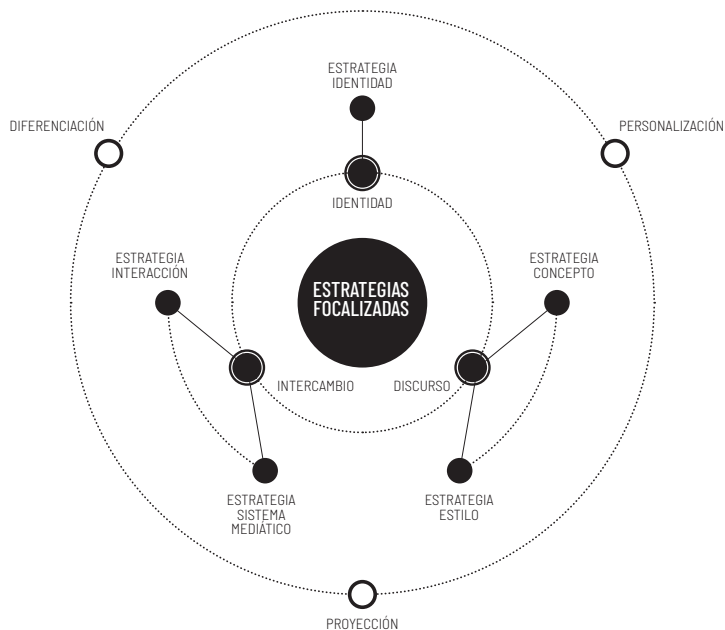 ESTRATEGIA
IDENTIDAD
DIFERENCIACIÓN
PERSONALIZACIÓN
IDENTIDAD
ESTRATEGIA
INTERACCIÓN
ESTRATEGIA
CONCEPTO
ESTRATEGIAS
FOCALIZADAS
INTERCAMBIO
DISCURSO
ESTRATEGIA
SISTEMA
MEDIÁTICO
ESTRATEGIA
ESTILO
PROYECCIÓN